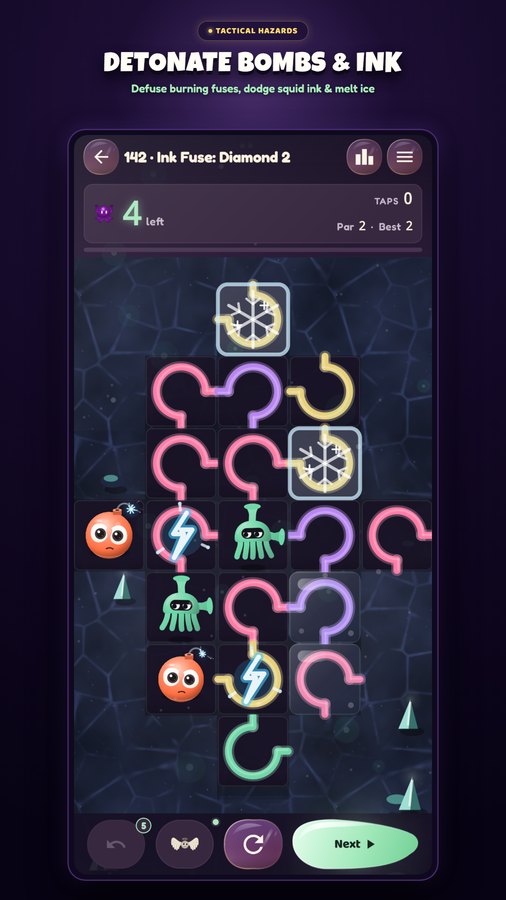 TACTICAL HAZARDS
DETONATE BOMBS & INK
Defuse burning fuses, dodge squid ink & melt ice
142 · Ink Fuse: Diamond 2
4 left
TAPS 0
Par 2 · Best 2
5
Next